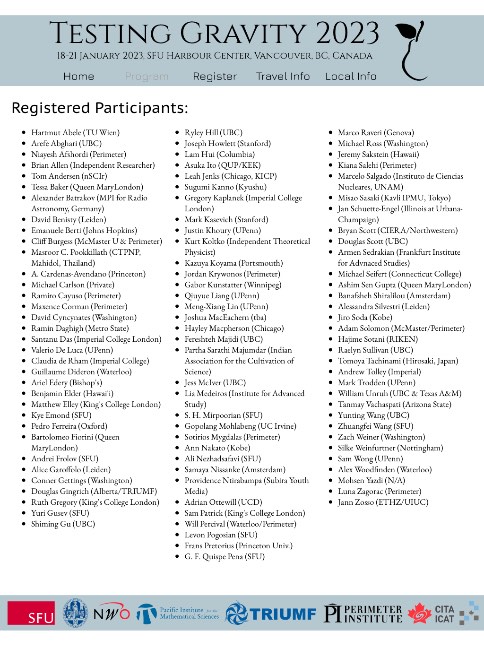 TESTING GRAVITY 2023
18-21 JANUARY 2023, SFU HARBOUR CENTER, VANCOUVER, BC, CANADA
Home Program Register Travel Info Local Info
Registered Participants:
Hartmut Abele (TU Wien)
Arefe Abghari (UBC)
Niayesh Afshordi (Perimeter)
Brian Allen (Independent Researcher)
Tom Andersen (nSCIr)
Tessa Baker (Queen MaryLondon)
Alexander Batrakov (MPI for Radio
Astronomy, Germany)
David Benisty (Leiden)
Emanuele Berti (Johns Hopkins)
Cliff Burgess (McMaster U & Perimeter)
Masroor C. Pookkillath (CTPNP,
Mahidol, Thailand)
A. Cardenas-Avendano (Princeton)
Michael Carlson (Private)
Ramiro Cayuso (Perimeter)
Maxence Corman (Perimeter)
David Cyncynates (Washington)
Ramin Daghigh (Metro State)
Santanu Das (Imperial College London)
Valerio De Luca (UPenn)
Claudia de Rham (Imperial College)
Guillaume Dideron (Waterloo)
Ariel Edery (Bishop's)
Benjamin Elder (Hawai'i)
Matthew Elley (King's College London)
Kye Emond (SFU)
Pedro Ferreira (Oxford)
Bartolomeo Fiorini (Queen
MaryLondon)
Andrei Frolov (SFU)
Alice Garoffolo (Leiden)
Conner Gettings (Washington)
Douglas Gingrich (Alberta/TRIUMF)
Ruth Gregory (King's College London)
Yuri Gusev (SFU)
Shiming Gu (UBC)
Ryley Hill (UBC)
Joseph Howlett (Stanford)
Lam Hui (Columbia)
Asuka Ito (QUP/KEK)
Leah Jenks (Chicago, KICP)
Sugumi Kanno (Kyushu)
Gregory Kaplanek (Imperial College
London)
Mark Kasevich (Stanford)
Justin Khoury (UPenn)
Kurt Koltko (Independent Theoretical
Physicist)
Kazuya Koyama (Portsmouth)
Jordan Krywonos (Perimeter)
Gabor Kunstatter (Winnipeg)
Qiuyue Liang (UPenn)
Meng-Xiang Lin (UPenn)
Joshua MacEachern (tba)
Hayley Macpherson (Chicago)
Fereshteh Majidi (UBC)
Partha Sarathi Majumdar (Indian
Association for the Cultivation of
Science)
Jess McIver (UBC)
Lia Medeiros (Institute for Advanced
Study)
S. H. Mirpoorian (SFU)
Gopolang Mohlabeng (UC Irvine)
Sotirios Mygdalas (Perimeter)
Ann Nakato (Kobe)
Ali Nezhadsafavi (SFU)
Samaya Nissanke (Amsterdam)
Providence Ntirabampa (Subira Youth
Media)
Adrian Ottewill (UCD)
Sam Patrick (King's College London)
Will Percival (Waterloo/Perimeter)
Levon Pogosian (SFU)
Frans Pretorius (Princeton Univ.)
G. F. Quispe Pena (SFU)
Marco Raveri (Genova)
Michael Ross (Washington)
Jeremy Sakstein (Hawaii)
Kiana Salehi (Perimeter)
Marcelo Salgado (Instituto de Ciencias
Nucleares, UNAM)
Misao Sasaki (Kavli IPMU, Tokyo)
Jan Schuette-Engel (Illinois at Urbana-
Champaign)
Bryan Scott (CIERA/Northwestern)
Douglas Scott (UBC)
Armen Sedrakian (Frankfurt Institute
for Advnaced Studies)
Michael Seifert (Connecticut College)
Ashim Sen Gupta (Queen MaryLondon)
Banafsheh Shiralilou (Amsterdam)
Alessandra Silvestri (Leiden)
Jiro Soda (Kobe)
Adam Solomon (McMaster/Perimeter)
Hajime Sotani (RIKEN)
Raelyn Sullivan (UBC)
Tomoya Tachinami (Hirosaki, Japan)
Andrew Tolley (Imperial)
Mark Trodden (UPenn)
William Unruh (UBC & Texas A&M)
Tanmay Vachaspati (Arizona State)
Yunting Wang (UBC)
Zhuangfei Wang (SFU)
Zach Weiner (Washington)
Silke Weinfurtner (Nottingham)
Sam Wong (UPenn)
Alex Woodfinden (Waterloo)
Mohsen Yazdi (N/A)
Luna Zagorac (Perimeter)
Jann Zosso (ETHZ/UIUC)
SFU
NWO
Pacific Institute for the
Mathematical Sciences
TRIUMF
PI PERIMETER
INSTITUTE
CITA
ICAT